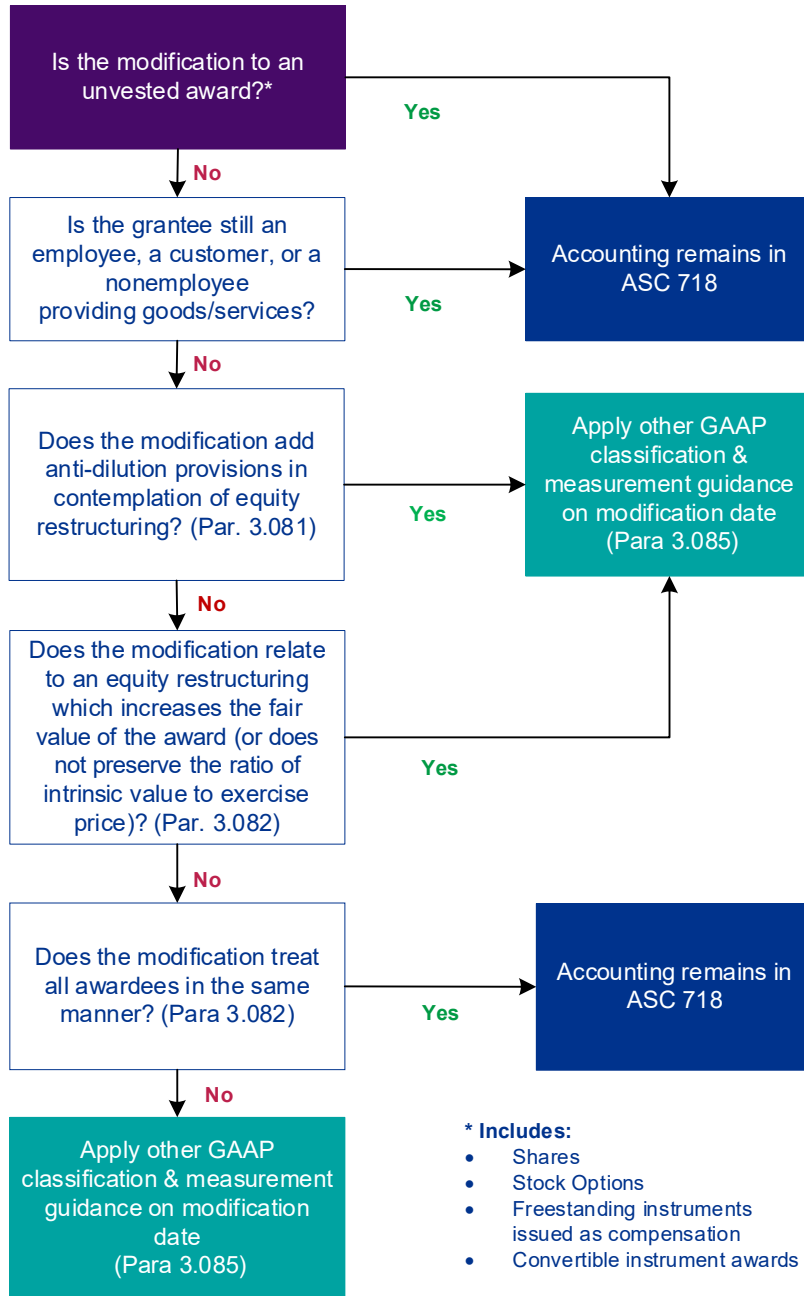 Is the modification to an
unvested award?*
Yes
No
Is the grantee still an
employee, a customer, or a
nonemployee
providing goods/services?
Yes
Accounting remains in
ASC 718
No
Does the modification add
anti-dilution provisions in
contemplation of equity
restructuring? (Par. 3.081)
Yes
Apply other GAAP
classification &
measurement guidance
on modification date
(Para 3.085)
No
Does the modification relate
to an equity restructuring
which increases the fair
value of the award (or does
not preserve the ratio of
intrinsic value to exercise
price)? (Par. 3.082)
Yes
No
Does the modification treat
all awardees in the same
manner? (Para 3.082)
Yes
Accounting remains in
ASC 718
No
Apply other GAAP
classification & measurement
guidance on modification
date
(Para 3.085)
* Includes:
• Shares
• Stock Options
• Freestanding instruments
issued as compensation
• Convertible instrument awards